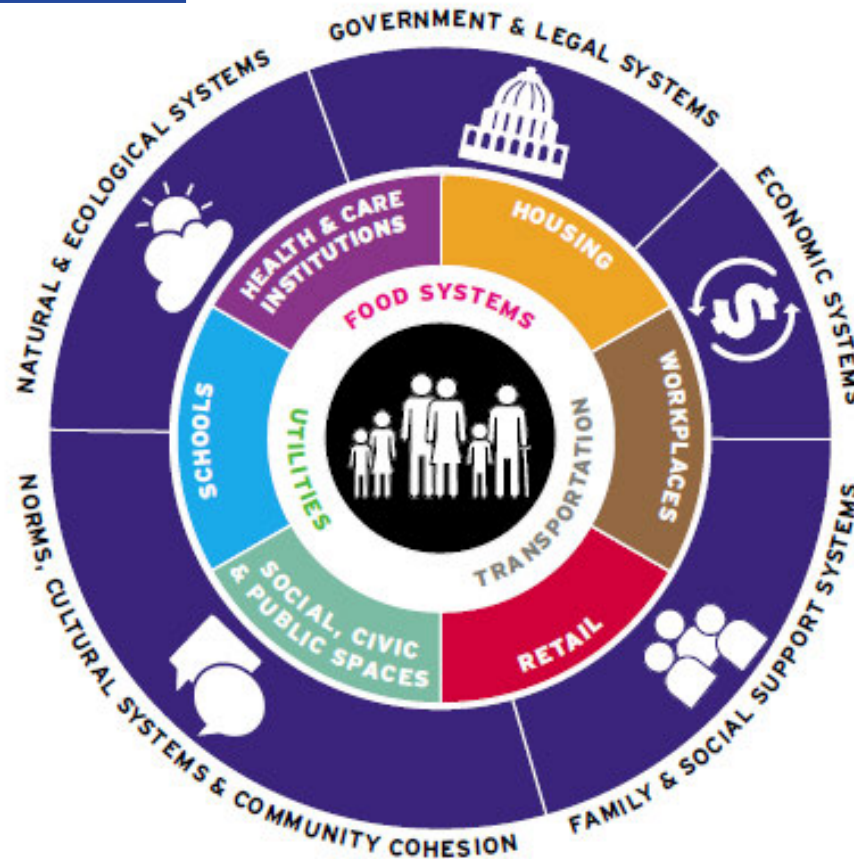 GOVERNMENT & LEGAL SYSTEMS
ECONOMIC SYSTEMS
FAMILY & SOCIAL SUPPORT SYSTEMS
NORMS, CULTURAL SYSTEMS & COMMUNITY COHESION
NATURAL & ECOLOGICAL SYSTEMS
HEALTH & CARE
INSTITUTIONS
HOUSING
WORKPLACES
RETAIL
SOCIAL, CIVIC
& PUBLIC SPACES
SCHOOLS
FOOD SYSTEMS
TRANSPORTATION
UTILITIES
$